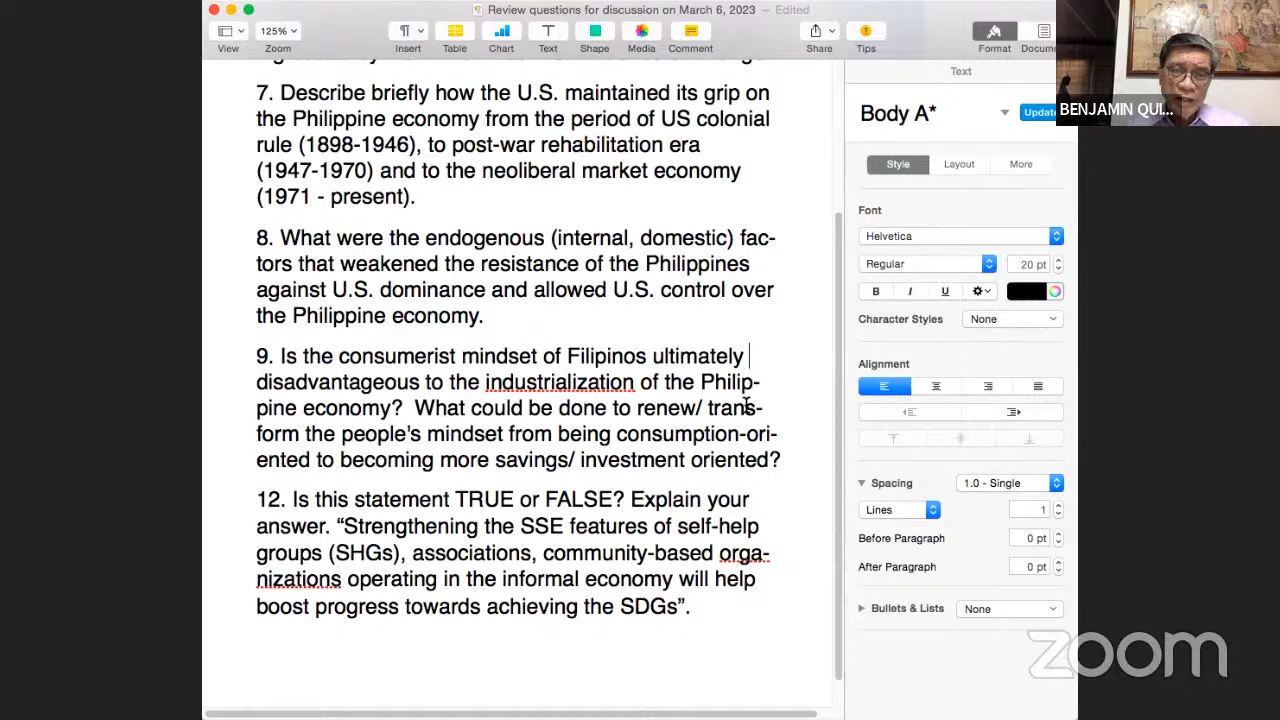 Review questions for discussion on March 6, 2023 — Edited
125%
View
Zoom
Insert
Table
Chart
Text
Shape
Media
Comment
Share
Tips
Format
Docume
7. Describe briefly how the U.S. maintained its grip on
the Philippine economy from the period of US colonial
rule (1898-1946), to post-war rehabilitation era
(1947-1970) and to the neoliberal market economy
(1971 - present).
8. What were the endogenous (internal, domestic) fac-
tors that weakened the resistance of the Philippines
against U.S. dominance and allowed U.S. control over
the Philippine economy.
9. Is the consumerist mindset of Filipinos ultimately
disadvantageous to the industrialization of the Philip-
pine economy?  What could be done to renew/ trans-
form the people's mindset from being consumption-ori-
ented to becoming more savings/ investment oriented?
12. Is this statement TRUE or FALSE? Explain your
answer. “Strengthening the SSE features of self-help
groups (SHGs), associations, community-based orga-
nizations operating in the informal economy will help
boost progress towards achieving the SDGs”.
Text
Body A*
Update
Style
Layout
More
Font
Helvetica
Regular
20 pt
B I U
Character Styles
None
Alignment
Spacing
1.0 - Single
Lines
1
Before Paragraph
0 pt
After Paragraph
0 pt
Bullets & Lists
None
BENJAMIN QUI...
zoom